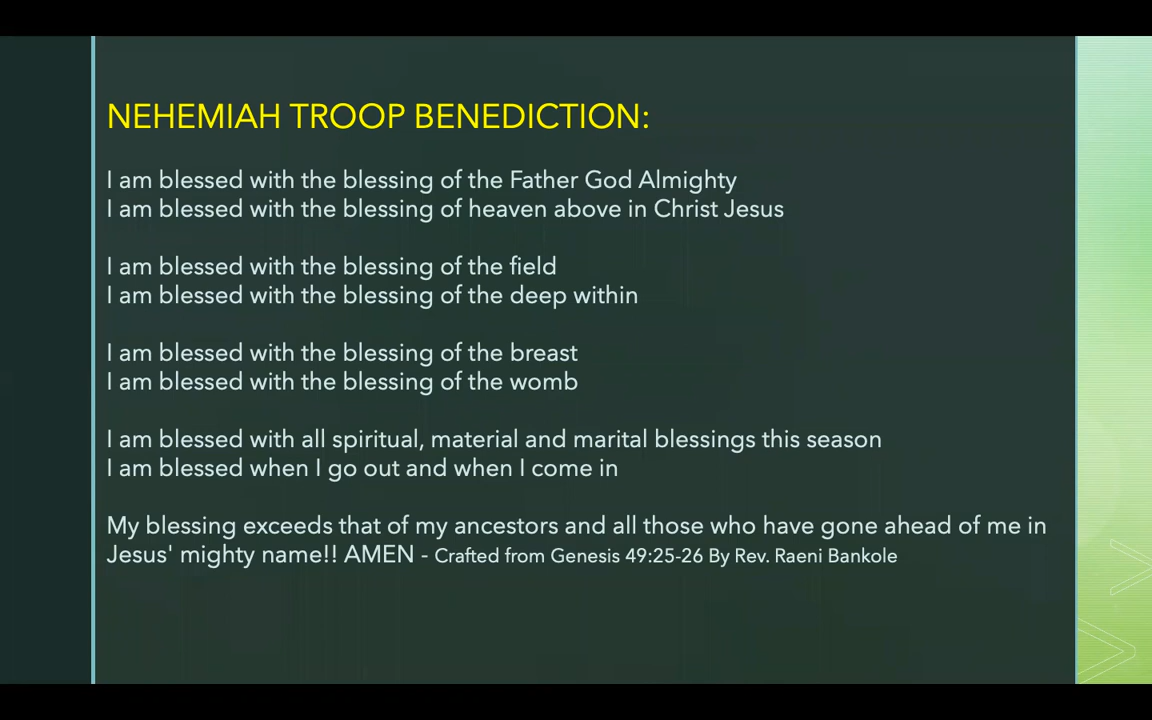 NEHEMIAH TROOP BENEDICTION:
I am blessed with the blessing of the Father God Almighty
I am blessed with the blessing of heaven above in Christ Jesus
I am blessed with the blessing of the field
I am blessed with the blessing of the deep within
I am blessed with the blessing of the breast
I am blessed with the blessing of the womb
I am blessed with all spiritual, material and marital blessings this season
I am blessed when I go out and when I come in
My blessing exceeds that of my ancestors and all those who have gone ahead of me in
Jesus' mighty name!! AMEN - Crafted from Genesis 49:25-26 By Rev. Raeni Bankole